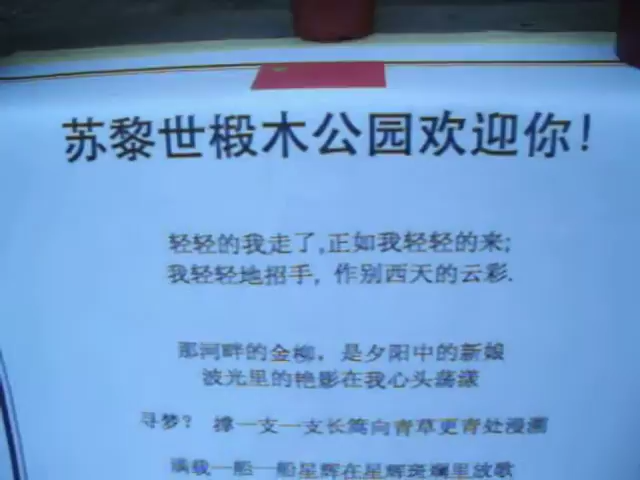 苏黎世椴木公园欢迎你!
轻轻的我走了,正如我轻轻的来;
我轻轻地招手, 作别西天的云彩.
那河畔的金柳, 是夕阳中的新娘
波光里的艳影在我心头荡漾
寻梦? 撑一支一支长篙向青草更青处漫溯
满载一船一船星辉在星辉斑斓里放歌